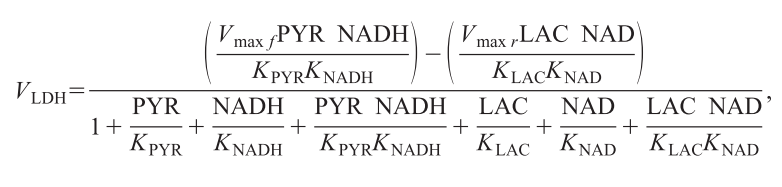 V_LDH = ((V_max f PYR NADH / K_PYR K_NADH) − (V_max r LAC NAD / K_LAC K_NAD)) / (1 + PYR / K_PYR + NADH / K_NADH + PYR NADH / K_PYR K_NADH + LAC / K_LAC + NAD / K_NAD + LAC NAD / K_LAC K_NAD),